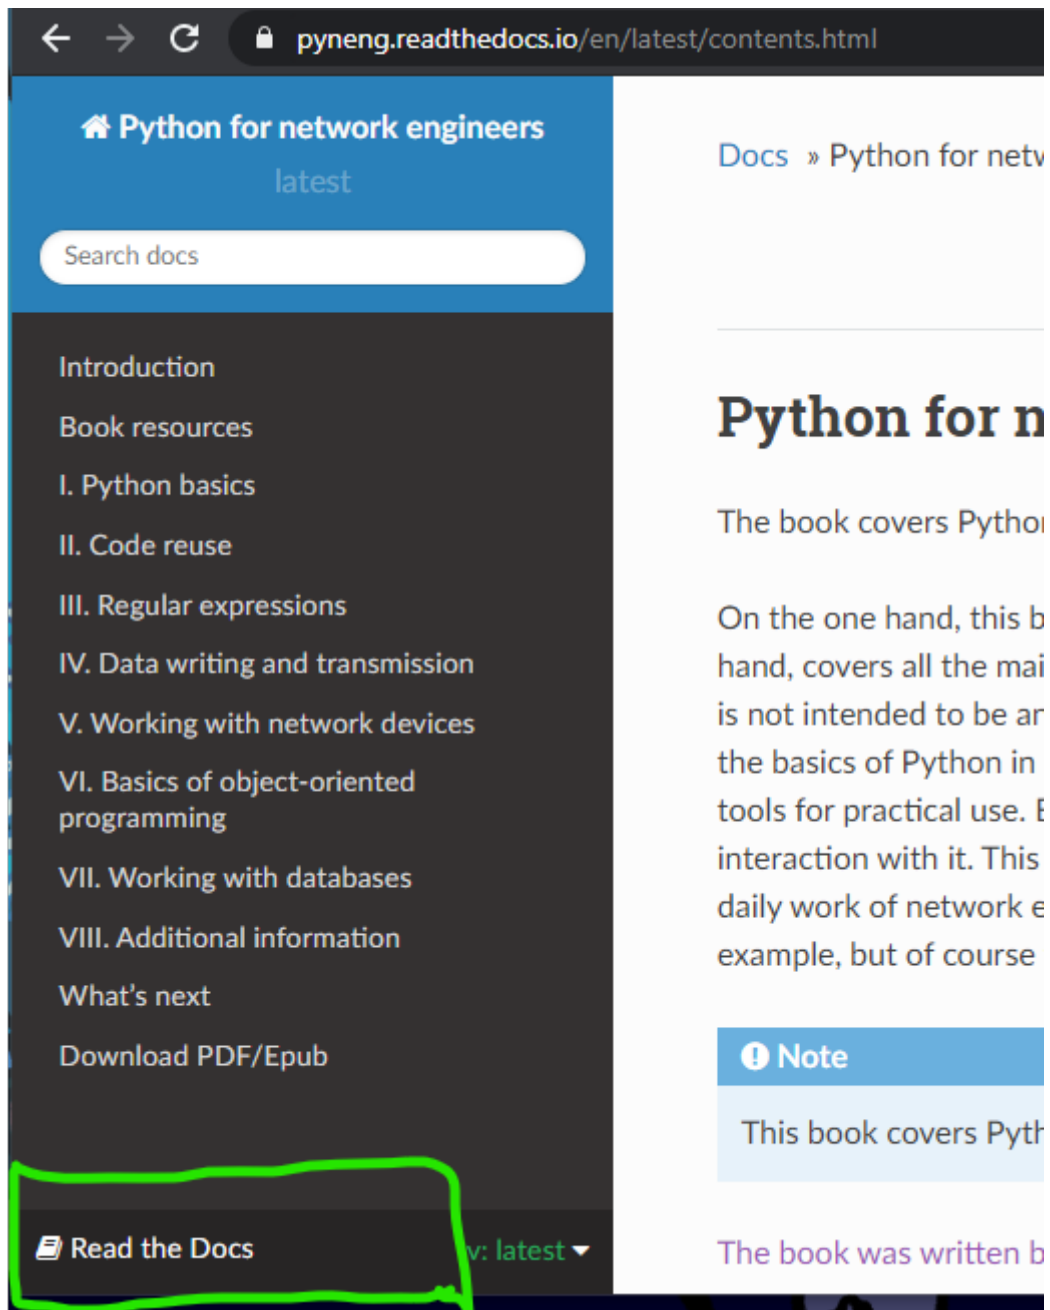 pyneng.readthedocs.io/en/latest/contents.html
Python for network engineers
latest
Search docs
Introduction
Book resources
I. Python basics
II. Code reuse
III. Regular expressions
IV. Data writing and transmission
V. Working with network devices
VI. Basics of object-oriented
programming
VII. Working with databases
VIII. Additional information
What's next
Download PDF/Epub
Read the Docs
v: latest
Docs » Python for
Python for
The book covers
On the one hand, this
hand, covers all the
is not intended to be
the basics of Python in
tools for practical use.
interaction with it. This
daily work of network
example, but of course
Note
This book covers
The book was written